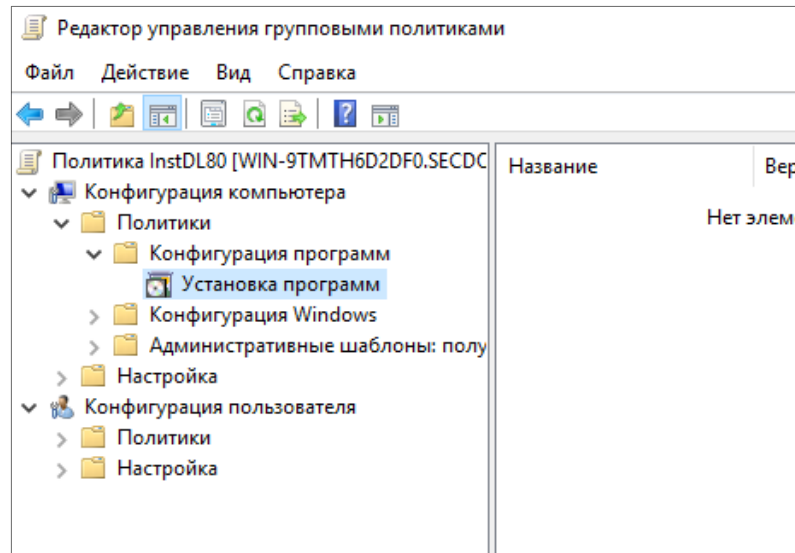 Редактор управления групповыми политиками
Файл Действие Вид Справка
Политика InstDL80 [WIN-9TMTH6D2DF0.SECDC
Название Вер
Конфигурация компьютера
Нет элем
Политики
Конфигурация программ
Установка программ
Конфигурация Windows
Административные шаблоны: полу
Настройка
Конфигурация пользователя
Политики
Настройка